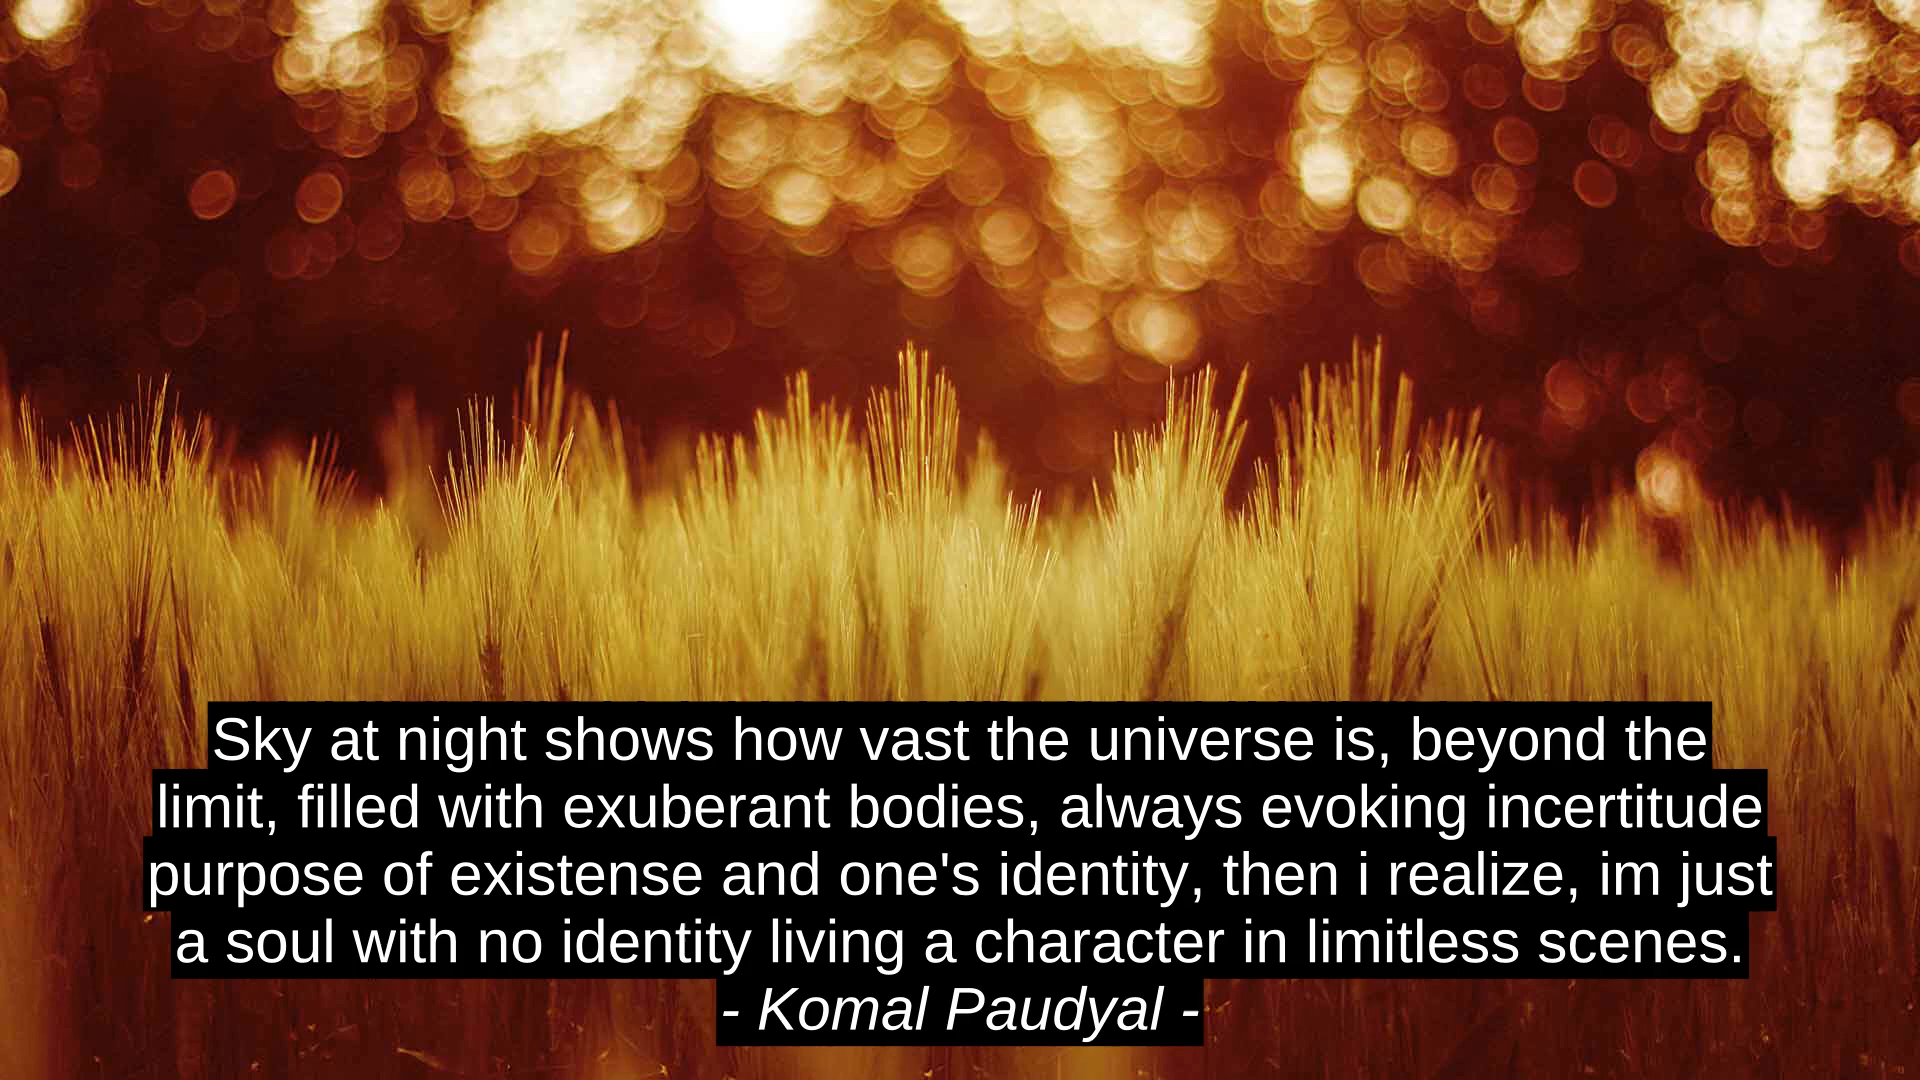 Sky at night shows how vast the universe is, beyond the
limit, filled with exuberant bodies, always evoking incertitude
purpose of existense and one's identity, then i realize, im just
a soul with no identity living a character in limitless scenes.
- Komal Paudyal -